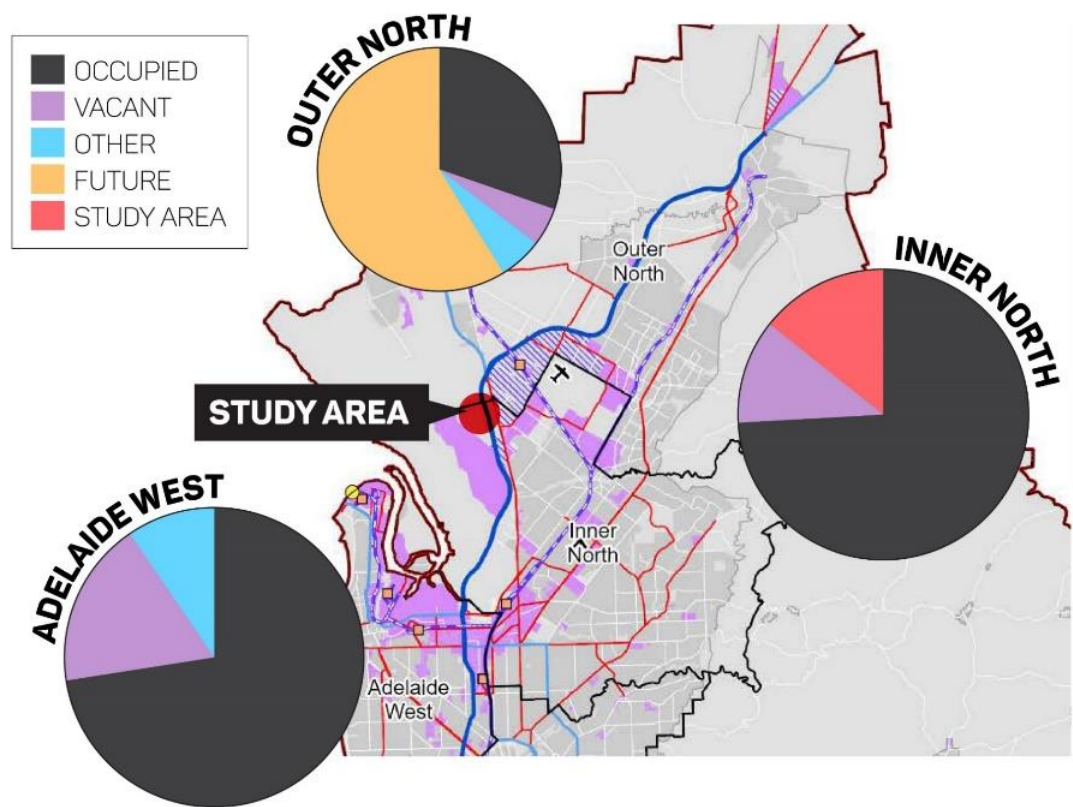 OCCUPIED
VACANT
OTHER
FUTURE
STUDY AREA
OUTER NORTH
Outer
North
INNER NORTH
STUDY AREA
ADELAIDE WEST
Inner
North
Adelaide
West